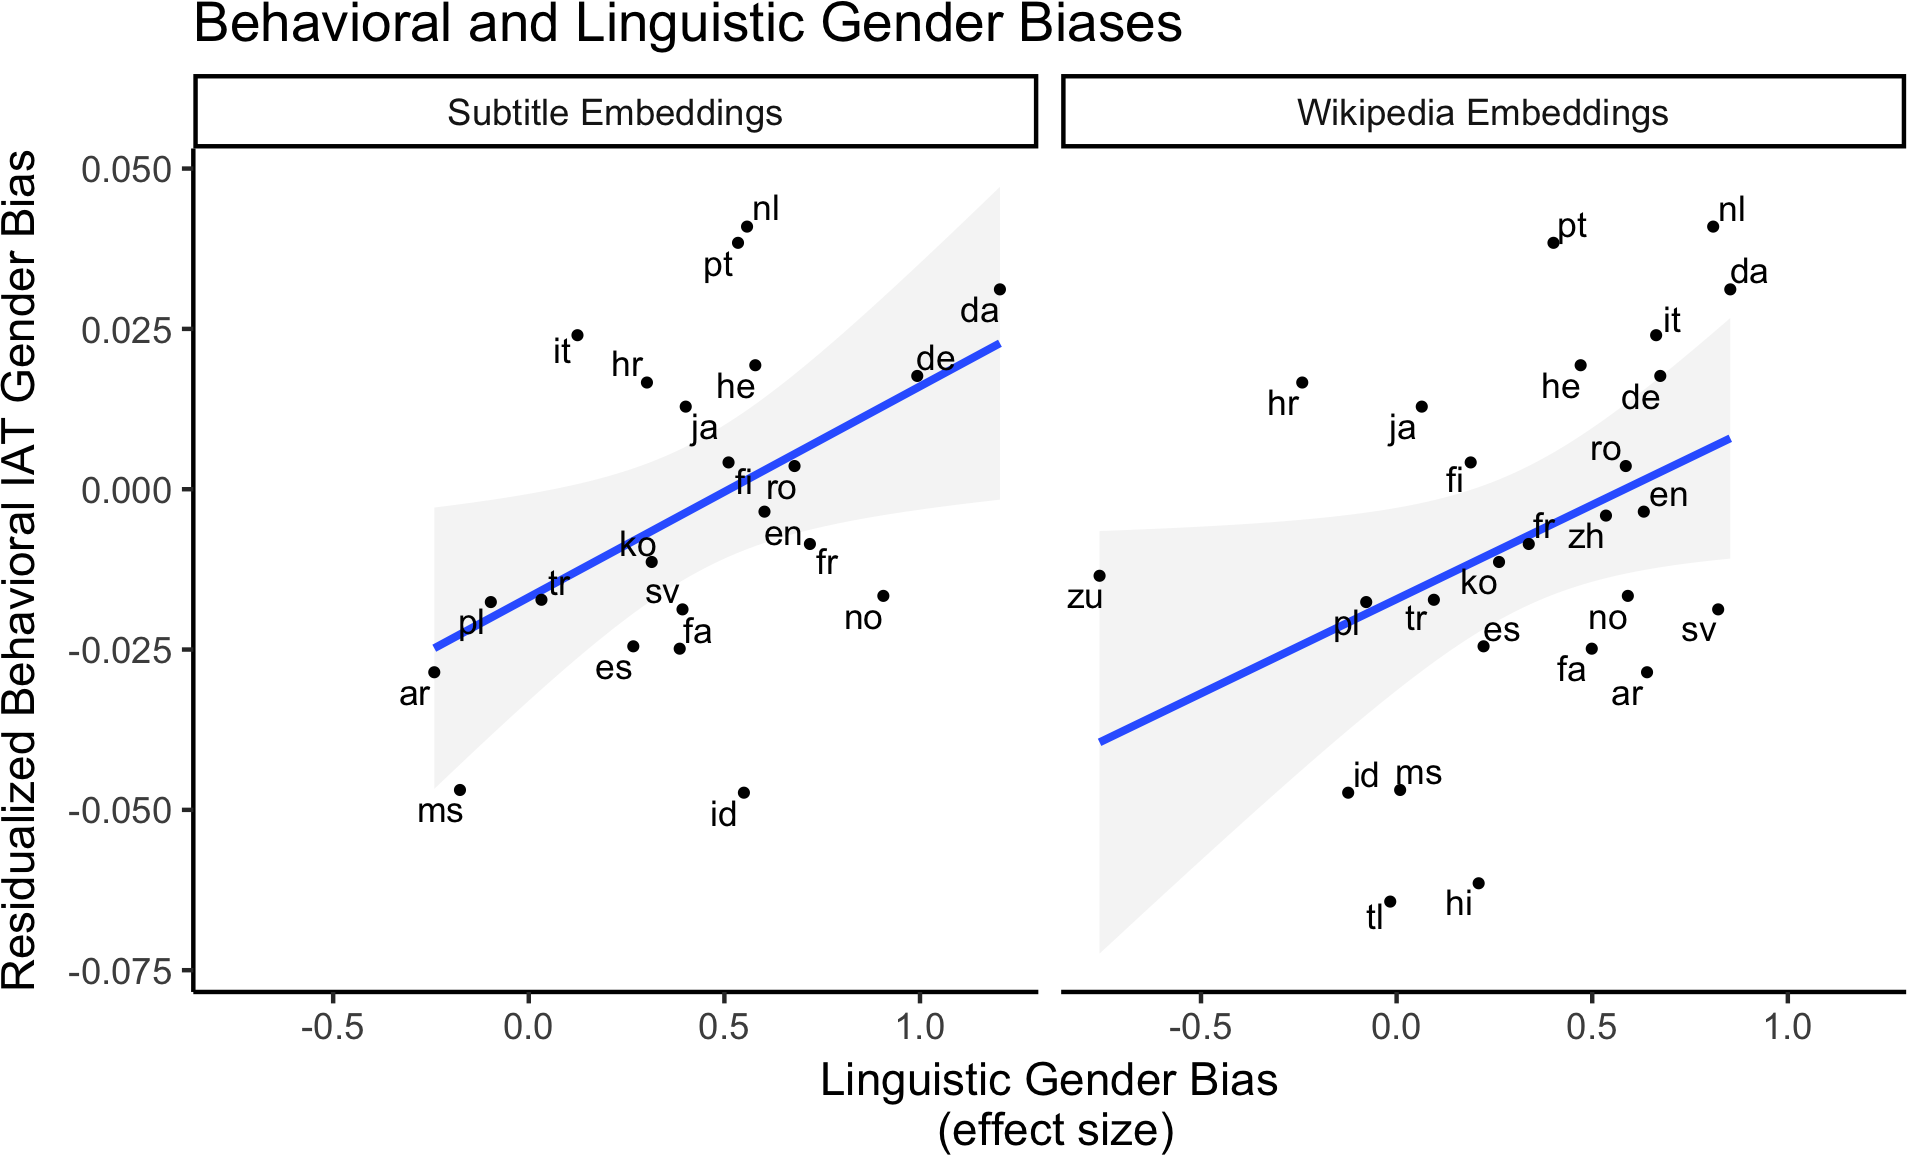 Behavioral and Linguistic Gender Biases
Subtitle Embeddings
Wikipedia Embeddings
Residualized Behavioral IAT Gender Bias
0.050
0.025
0.000
-0.025
-0.050
-0.075
nl
pt
da
it
hr
he
de
ja
fi
ro
en
fr
ko
tr
sv
pl
no
fa
es
ar
ms
id
nl
pt
da
it
he
de
hr
ja
ro
fi
en
fr
zh
ko
zu
pl
tr
no
es
sv
fa
ar
id
ms
hi
tl
-0.5
0.0
0.5
1.0
-0.5
0.0
0.5
1.0
Linguistic Gender Bias
(effect size)